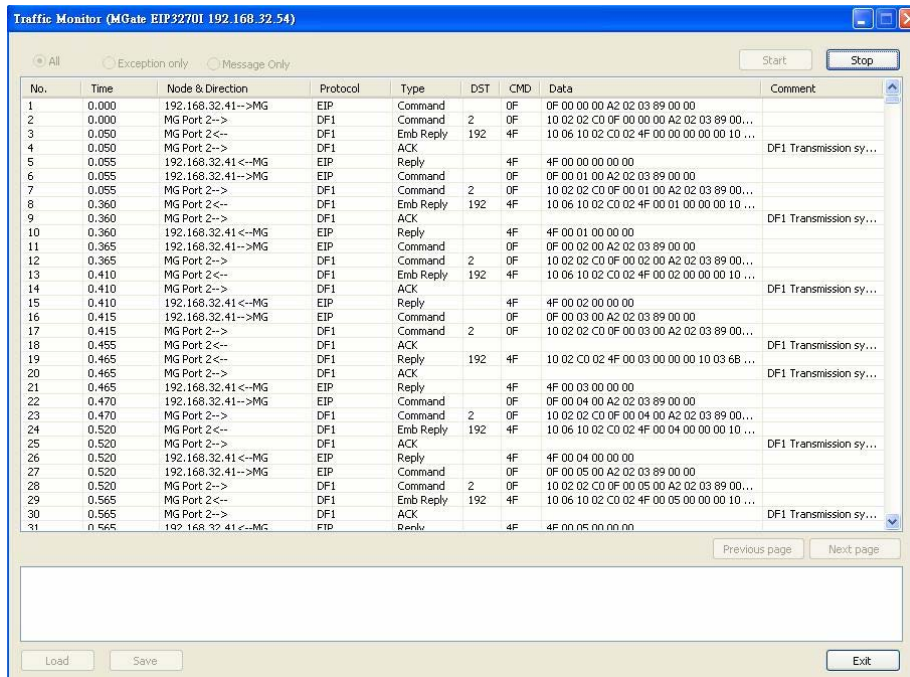 Traffic Monitor (MGate EIP3270I 192.168.32.54)
All Exception only Message Only Start Stop
No. Time Node & Direction Protocol Type DST CMD Data Comment
1 0.000 192.168.32.41-->MG EIP Command 0F 0F 00 00 00 A2 02 03 89 00 00
2 0.000 MG Port 2--> DF1 Command 2 0F 10 02 02 C0 0F 00 00 00 A2 02 03 89 00...
3 0.050 MG Port 2<-- DF1 Emb Reply 192 4F 10 06 10 02 C0 02 4F 00 00 00 00 00 10 ...
4 0.050 MG Port 2--> DF1 ACK DF1 Transmission sy...
5 0.055 192.168.32.41<--MG EIP Reply 4F 4F 00 00 00 00 00
6 0.055 192.168.32.41-->MG EIP Command 0F 0F 00 01 00 A2 02 03 89 00 00
7 0.055 MG Port 2--> DF1 Command 2 0F 10 02 02 C0 0F 00 01 00 A2 02 03 89 00...
8 0.360 MG Port 2<-- DF1 Emb Reply 192 4F 10 06 10 02 C0 02 4F 00 01 00 00 00 10 ...
9 0.360 MG Port 2--> DF1 ACK DF1 Transmission sy...
10 0.360 192.168.32.41<--MG EIP Reply 4F 4F 00 01 00 00 00
11 0.365 192.168.32.41-->MG EIP Command 0F 0F 00 02 00 A2 02 03 89 00 00
12 0.365 MG Port 2--> DF1 Command 2 0F 10 02 02 C0 0F 00 02 00 A2 02 03 89 00...
13 0.410 MG Port 2<-- DF1 Emb Reply 192 4F 10 06 10 02 C0 02 4F 00 02 00 00 00 10 ...
14 0.410 MG Port 2--> DF1 ACK DF1 Transmission sy...
15 0.410 192.168.32.41<--MG EIP Reply 4F 4F 00 02 00 00 00
16 0.415 192.168.32.41-->MG EIP Command 0F 0F 00 03 00 A2 02 03 89 00 00
17 0.415 MG Port 2--> DF1 Command 2 0F 10 02 02 C0 0F 00 03 00 A2 02 03 89 00...
18 0.455 MG Port 2<-- DF1 ACK DF1 Transmission sy...
19 0.465 MG Port 2<-- DF1 Reply 192 4F 10 02 C0 02 4F 00 03 00 00 00 10 03 6B ...
20 0.465 MG Port 2--> DF1 ACK DF1 Transmission sy...
21 0.465 192.168.32.41<--MG EIP Reply 4F 4F 00 03 00 00 00
22 0.470 192.168.32.41-->MG EIP Command 0F 0F 00 04 00 A2 02 03 89 00 00
23 0.470 MG Port 2--> DF1 Command 2 0F 10 02 02 C0 0F 00 04 00 A2 02 03 89 00...
24 0.520 MG Port 2<-- DF1 Emb Reply 192 4F 10 06 10 02 C0 02 4F 00 04 00 00 00 10 ...
25 0.520 MG Port 2--> DF1 ACK DF1 Transmission sy...
26 0.520 192.168.32.41<--MG EIP Reply 4F 4F 00 04 00 00 00
27 0.520 192.168.32.41-->MG EIP Command 0F 0F 00 05 00 A2 02 03 89 00 00
28 0.520 MG Port 2--> DF1 Command 2 0F 10 02 02 C0 0F 00 05 00 A2 02 03 89 00...
29 0.565 MG Port 2<-- DF1 Emb Reply 192 4F 10 06 10 02 C0 02 4F 00 05 00 00 00 10 ...
30 0.565 MG Port 2--> DF1 ACK DF1 Transmission sy...
31 0.565 192.168.32.41<--MG EIP Reply 4F 4F 00 05 00 00 00
Previous page Next page
Load Save Exit